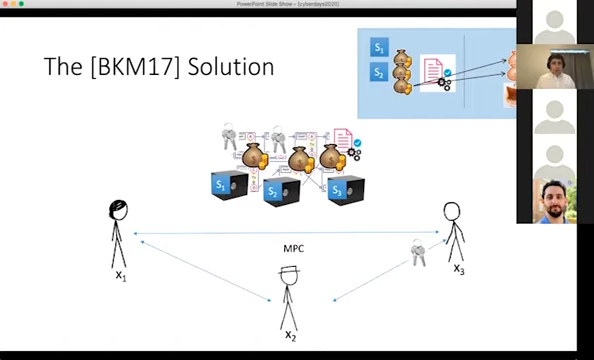 PowerPoint Slide Show - [cyberdays2020]
The [BKM17] Solution
S1
S2
S1
S2
S3
MPC
X1
X2
X3